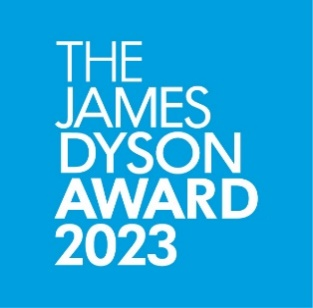 THE
JAMES
DYSON
AWARD
2023